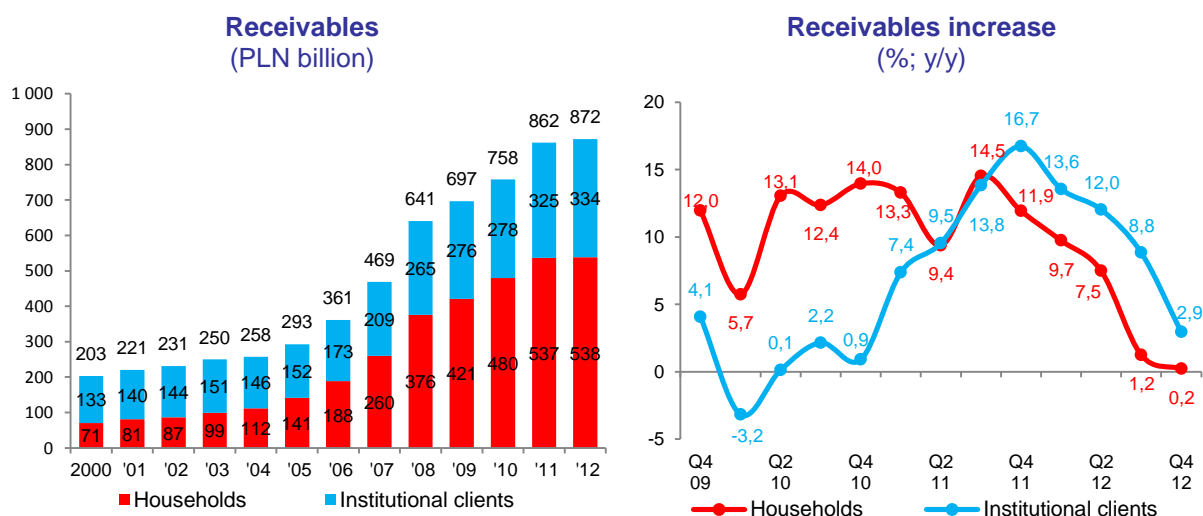 Receivables
(PLN billion)
1 000
900
800
700
600
500
400
300
200
100
0
203 221 231 250 258 293 361 469 641 697 758 862 872
133 140 144 151 146 152 173 209 265 276 278 325 334
71 81 87 99 112 141 188 260 376 421 480 537 538
2000 '01 '02 '03 '04 '05 '06 '07 '08 '09 '10 '11 '12
Households Institutional clients
Receivables increase
(%; y/y)
20
15
10
5
0
-5
12,0 5,7 13,1 12,4 14,0 13,3 9,4 14,5 11,9 9,7 7,5 1,2 0,2
4,1 -3,2 0,1 2,2 0,9 7,4 9,5 13,8 16,7 13,6 12,0 8,8 2,9
Q4 Q2 Q4 Q2 Q4 Q2 Q4
09 10 10 11 11 12 12
Households Institutional clients